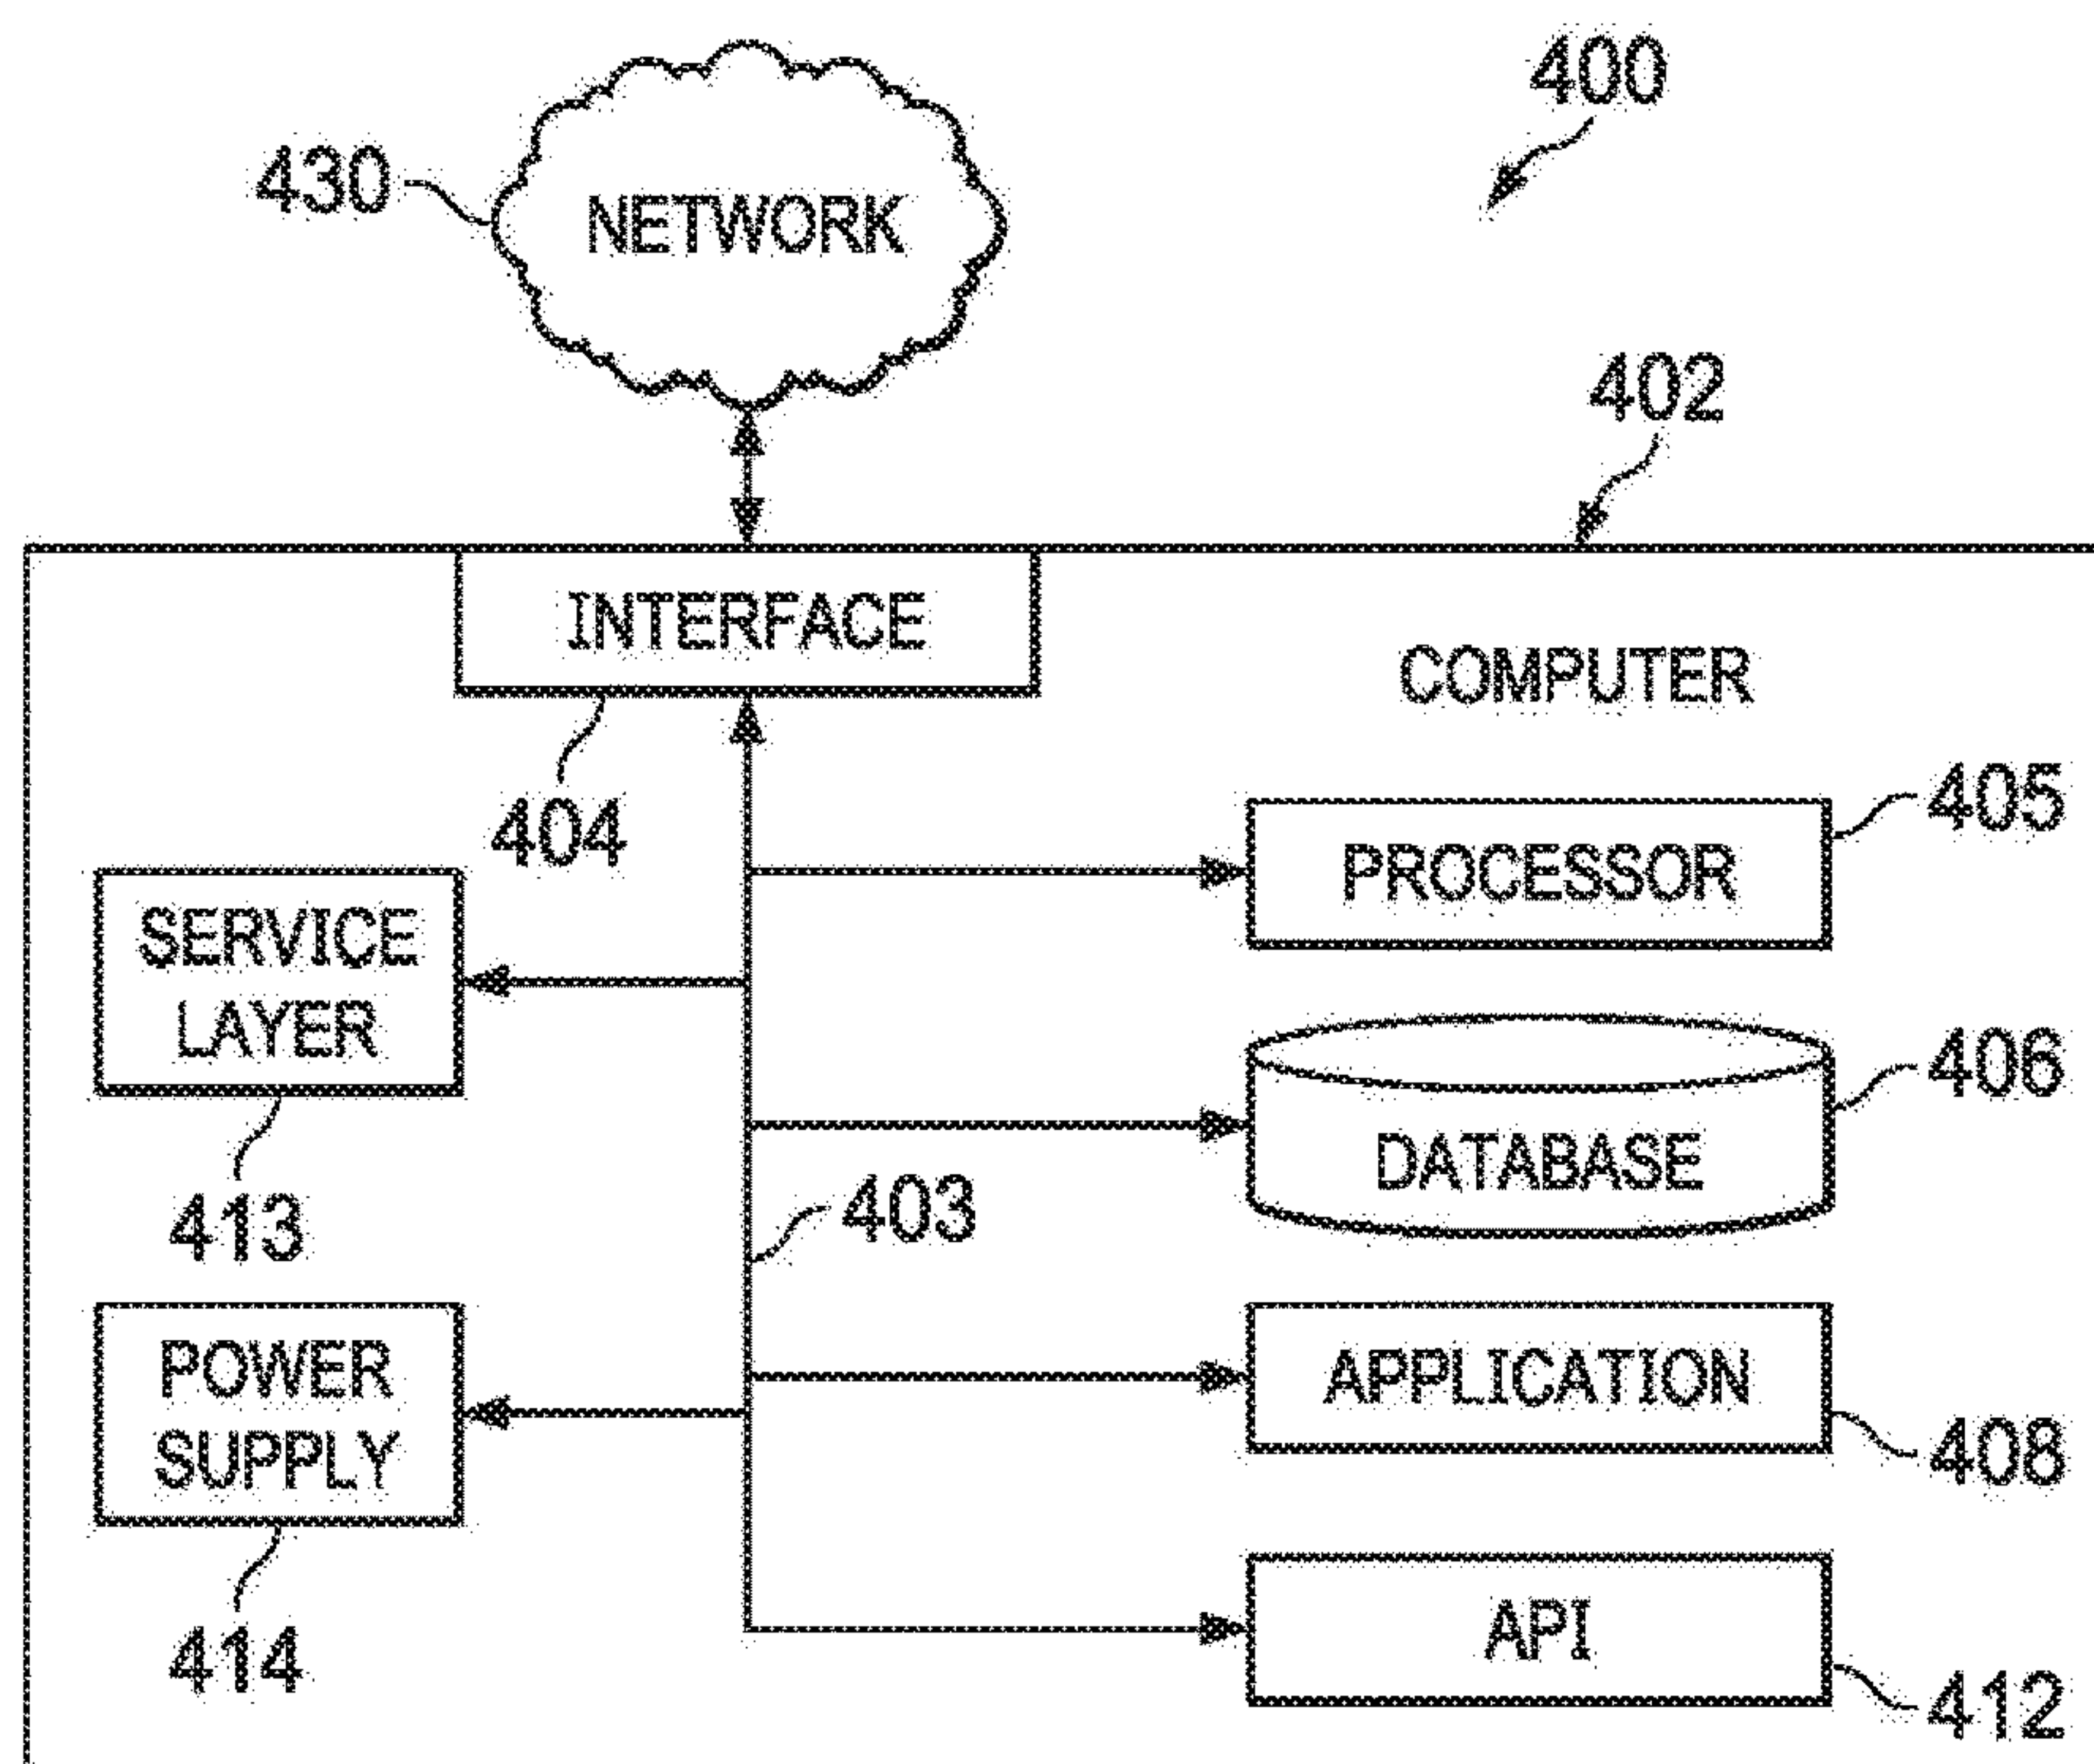 400
430
NETWORK
402
INTERFACE
COMPUTER
404
405
PROCESSOR
SERVICE
LAYER
413
406
DATABASE
403
POWER
SUPPLY
414
APPLICATION
408
API
412